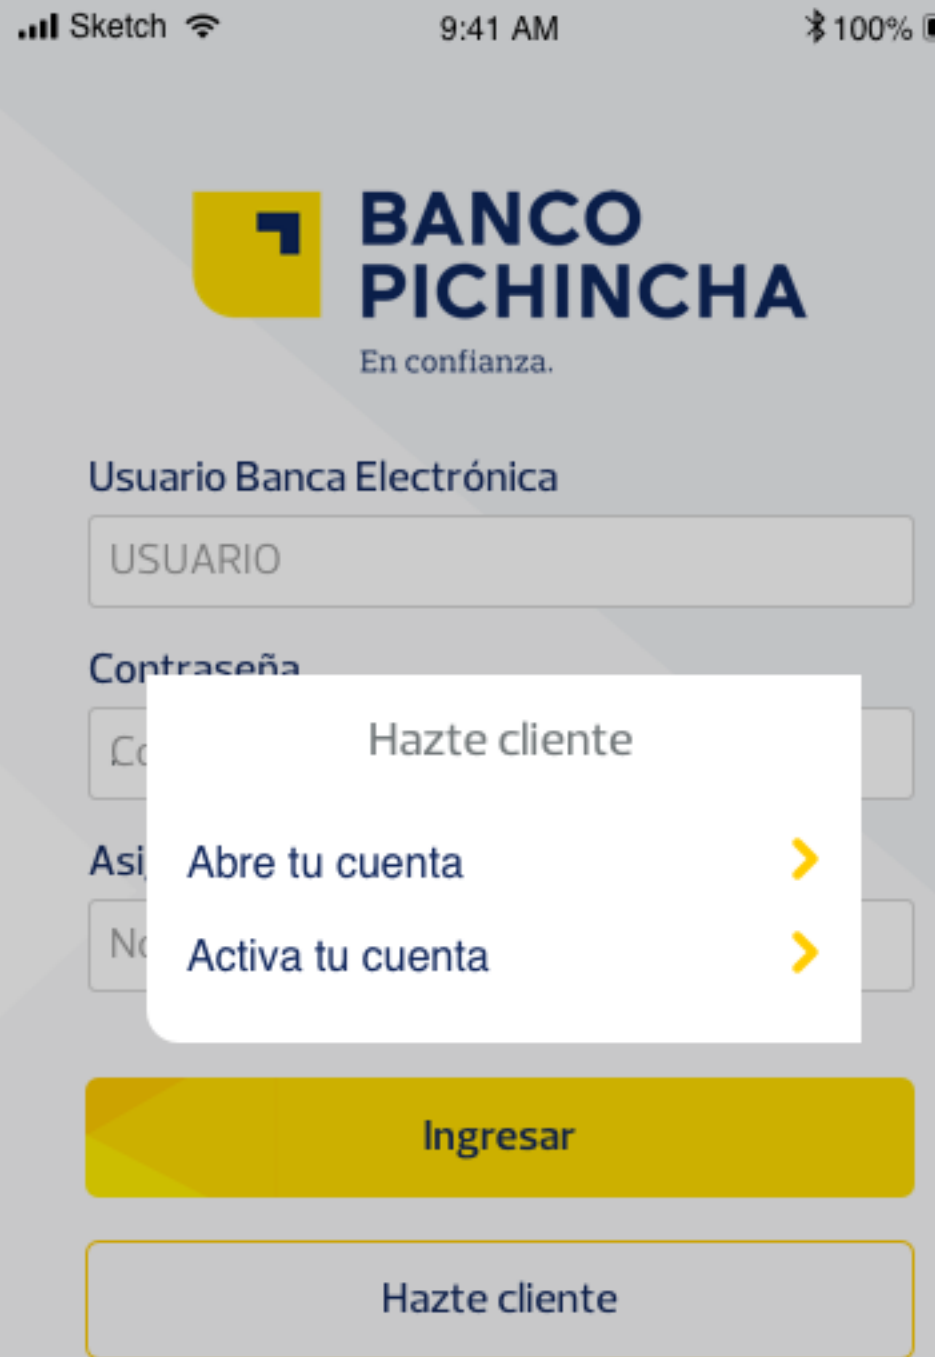 Sketch 9:41 AM 100%
BANCO
PICHINCHA
En confianza.
Usuario Banca Electrónica
USUARIO
Contraseña
Hazte cliente
Abre tu cuenta
Activa tu cuenta
Ingresar
Hazte cliente